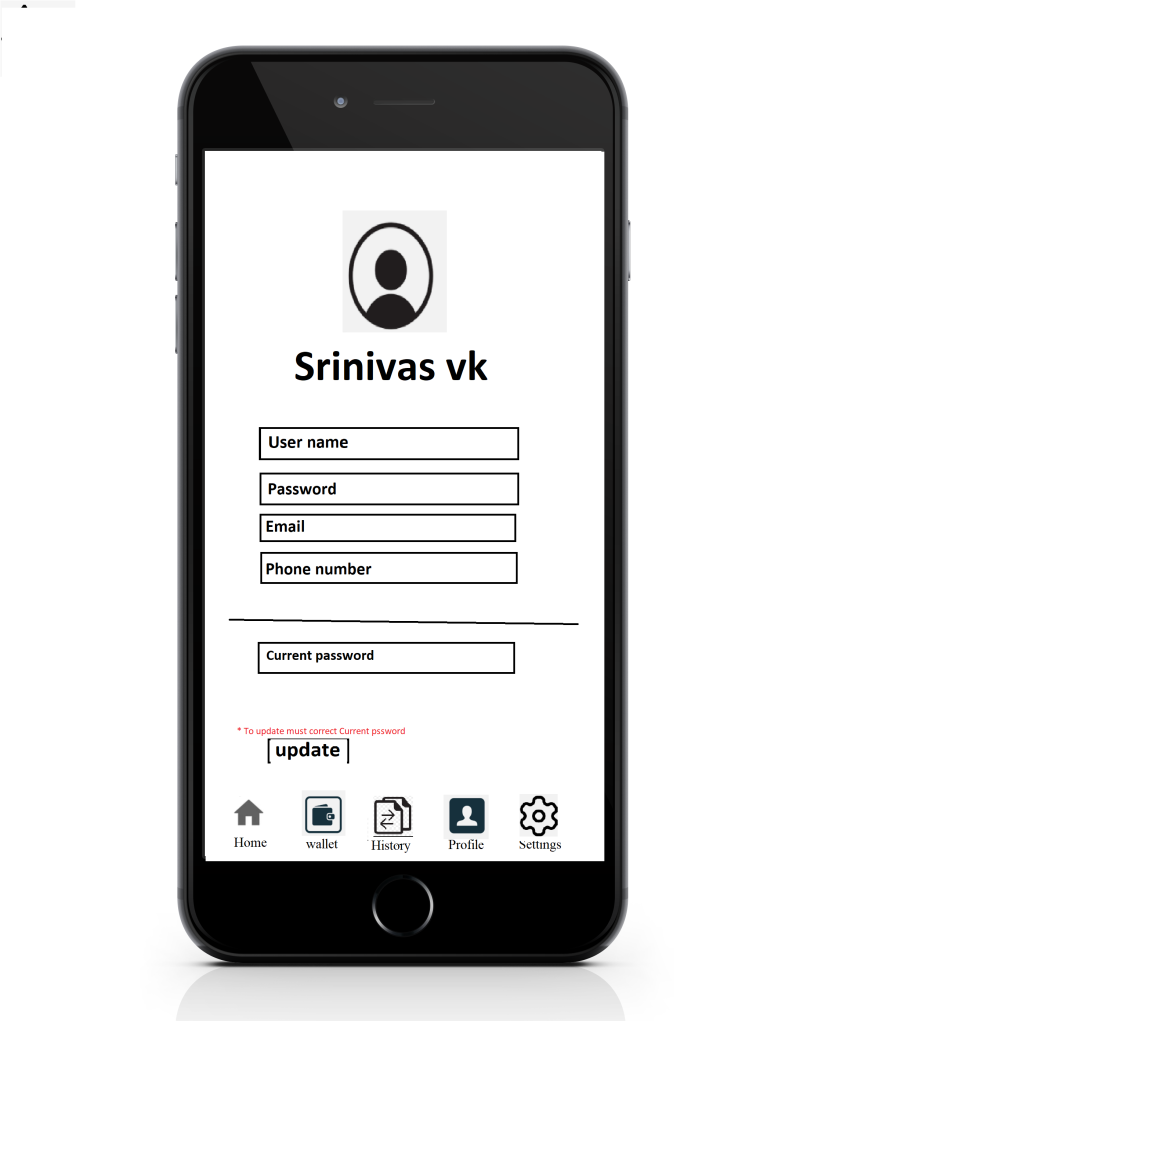 Srinivas vk
User name
Password
Email
Phone number
Current password
* To update must correct Current pssword
update
Home wallet History Profile Settings